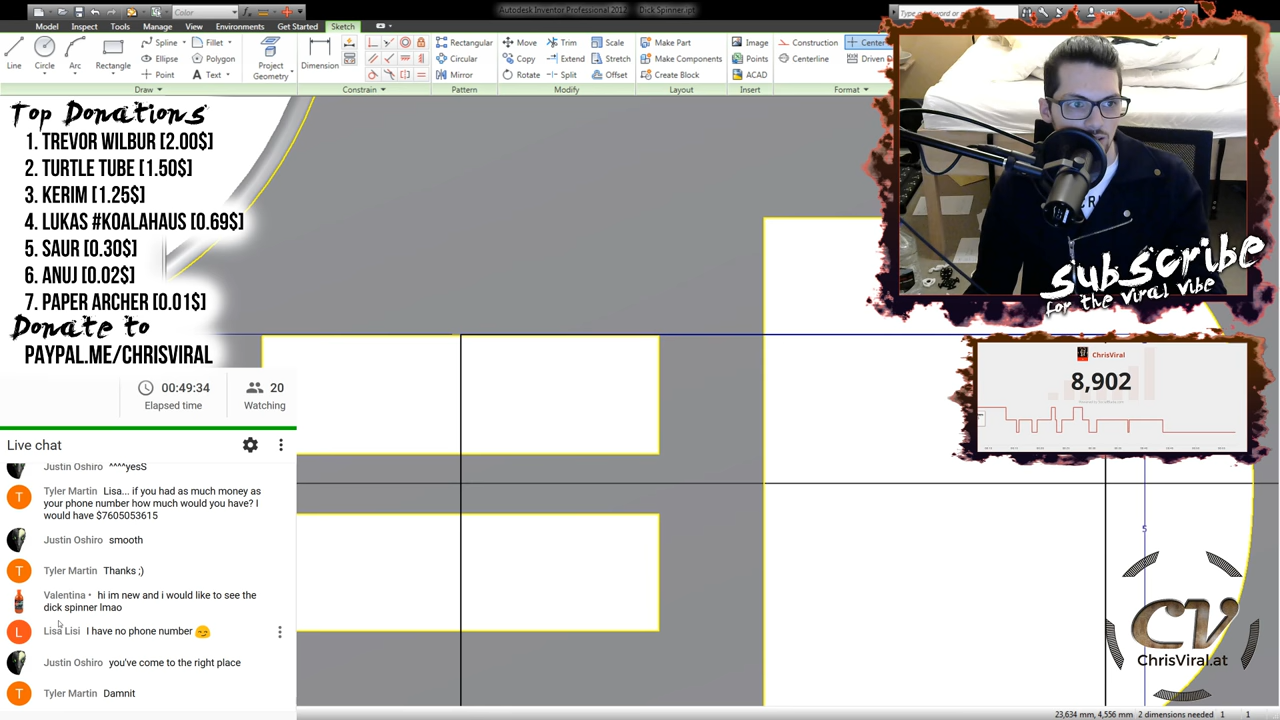 Color
Autodesk Inventor Professional 2012
Dick Spinner.ipt
Model Inspect Tools Manage View Environments Get Started Sketch
Line
Circle
Arc
Rectangle
Spline
Ellipse
Point
Fillet
Polygon
Text
Project
Geometry
Dimension
Rectangular
Circular
Mirror
Move
Copy
Rotate
Trim
Extend
Split
Scale
Stretch
Offset
Make Part
Make Components
Create Block
Image
Points
ACAD
Construction
Centerline
Center
Driven D
Draw
Constrain
Pattern
Modify
Layout
Insert
Format
Top Donations
1. TREVOR WILBUR [2.00$]
2. TURTLE TUBE [1.50$]
3. KERIM [1.25$]
4. LUKAS #KOALAHAUS [0.69$]
5. SAUR [0.30$]
6. ANUJ [0.02$]
7. PAPER ARCHER [0.01$]
Donate to
PAYPAL.ME/CHRISVIRAL
00:49:34
Elapsed time
20
Watching
Live chat
Justin Oshiro ^^^^yesS
Tyler Martin Lisa... if you had as much money as
your phone number how much would you have? I
would have $7605053615
Justin Oshiro smooth
Tyler Martin Thanks ;)
Valentina • hi im new and i would like to see the
dick spinner lmao
Lisa Lisi I have no phone number 😏
Justin Oshiro you've come to the right place
Tyler Martin Damnit
T
T
L
T
subscribe
for the viral vibe
ChrisViral
8,902
5
CV
ChrisViral.at
23,634 mm, 4,556 mm 2 dimensions needed 1 1